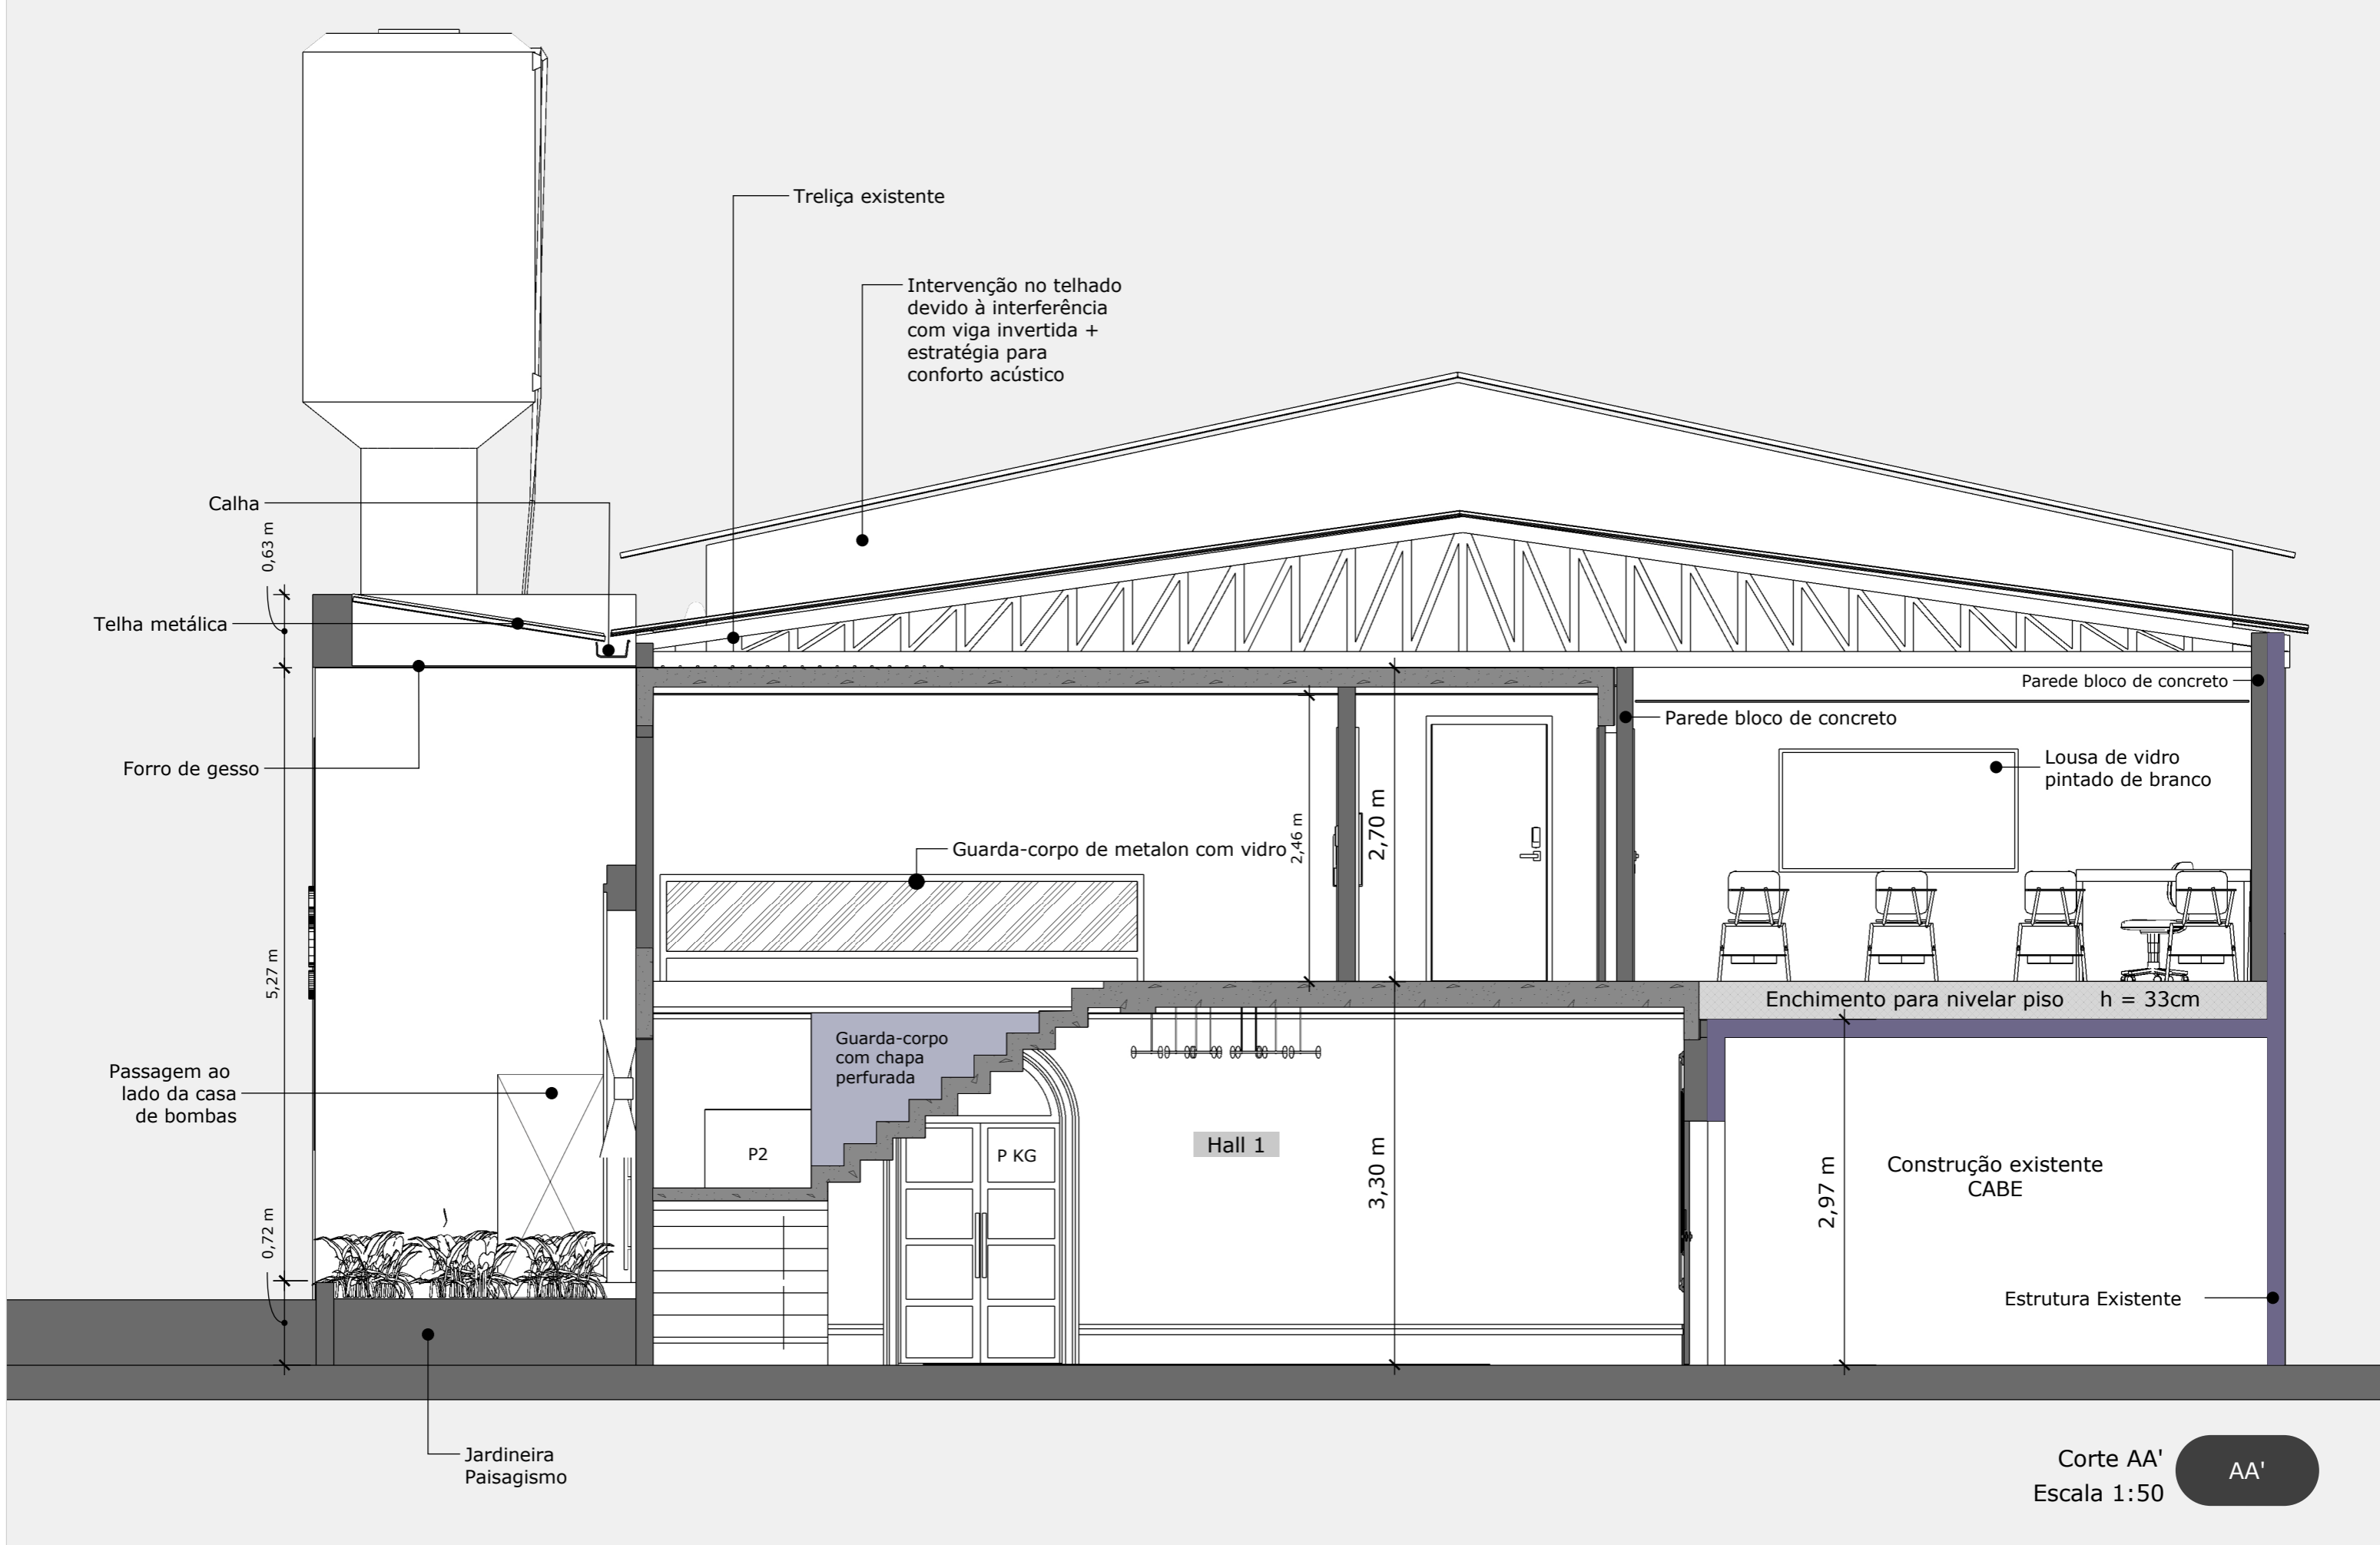 Treliça existente
Intervenção no telhado
devido à interferência
com viga invertida +
estratégia para
conforto acústico
Calha
0,63 m
Telha metálica
Parede bloco de concreto
Parede bloco de concreto
Lousa de vidro
pintado de branco
Forro de gesso
Guarda-corpo de metalon com vidro
2,46 m
2,70 m
5,27 m
Enchimento para nivelar piso h = 33cm
Guarda-corpo
com chapa
perfurada
Passagem ao
lado da casa
de bombas
P2
P KG
Hall 1
3,30 m
2,97 m
Construção existente
CABE
0,72 m
Estrutura Existente
Jardineira
Paisagismo
Corte AA'
Escala 1:50
AA'